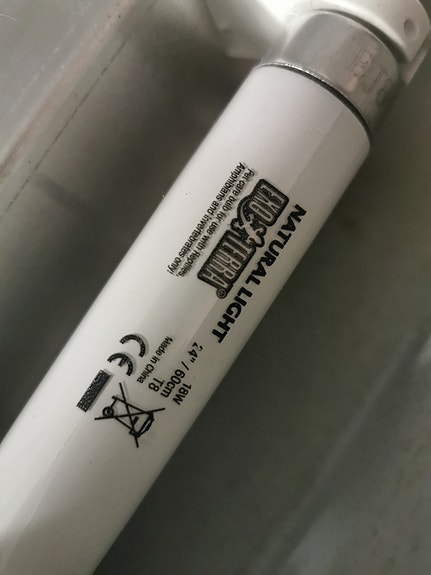 NATURAL LIGHT
EXO TERRA®
Pet care bulb for use with Reptiles,
Amphibians and Invertebrates only!
24" / 60cm
18W
T8
Made in China
CE